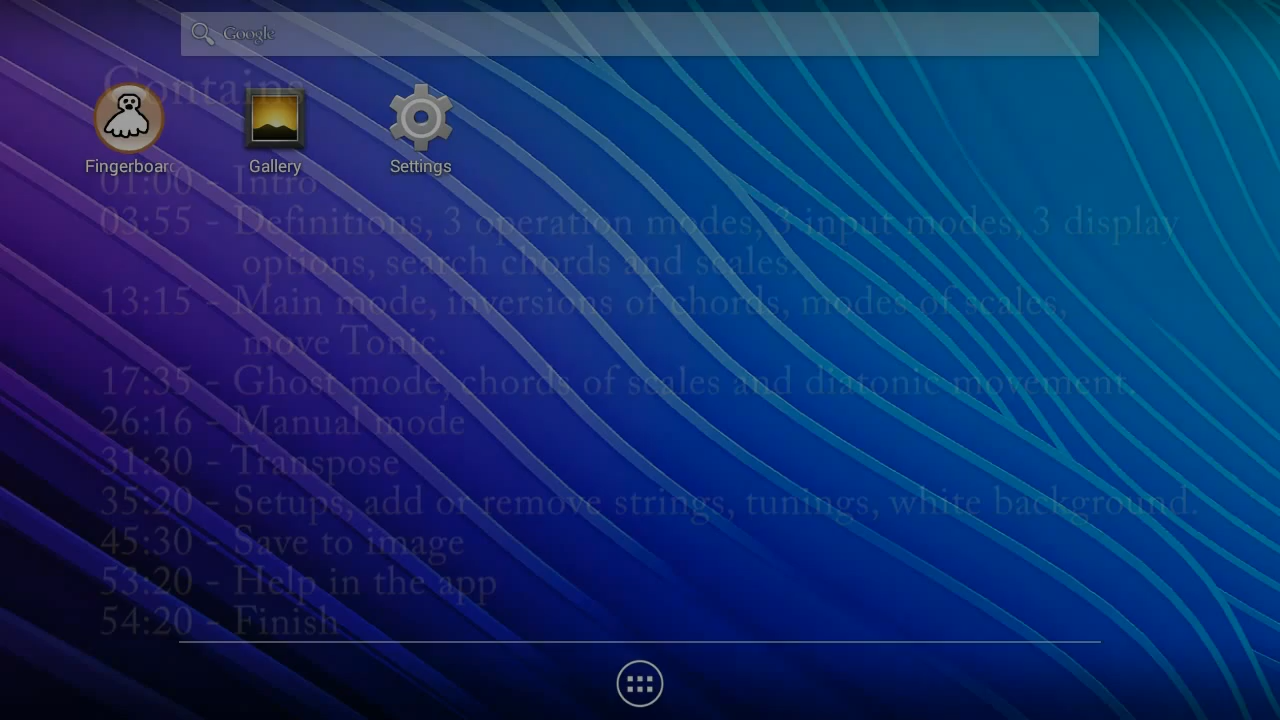 Google
Contains
Fingerboard
Gallery
Settings
01:00 - Intro
03:55 - Definitions, 3 operation modes, 3 input modes, 3 display
options, search chords and scales.
13:15 - Main mode, inversions of chords, modes of scales,
move Tonic.
17:35 - Ghost mode, chords of scales and diatonic movement.
26:16 - Manual mode
31:30 - Transpose
35:20 - Setups, add or remove strings, tunings, white background.
45:30 - Save to image
53:20 - Help in the app
54:20 - Finish